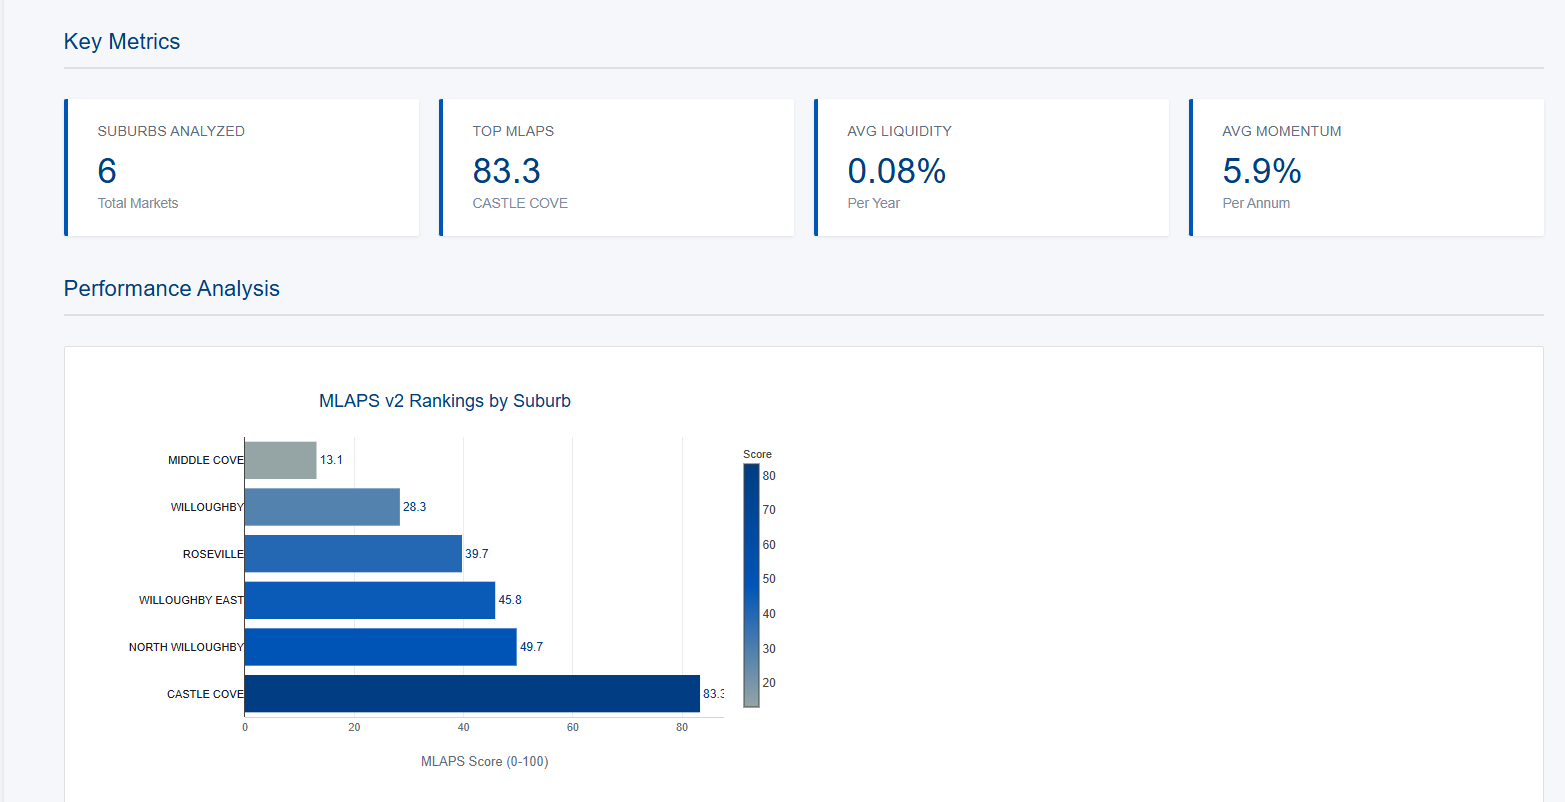 Key Metrics
SUBURBS ANALYZED
6
Total Markets
TOP MLAPS
83.3
CASTLE COVE
AVG LIQUIDITY
0.08%
Per Year
AVG MOMENTUM
5.9%
Per Annum
Performance Analysis
MLAPS v2 Rankings by Suburb
MIDDLE COVE 13.1
WILLOUGHBY 28.3
ROSEVILLE 39.7
WILLOUGHBY EAST 45.8
NORTH WILLOUGHBY 49.7
CASTLE COVE 83.3
0 20 40 60 80
MLAPS Score (0-100)
Score
80
70
60
50
40
30
20